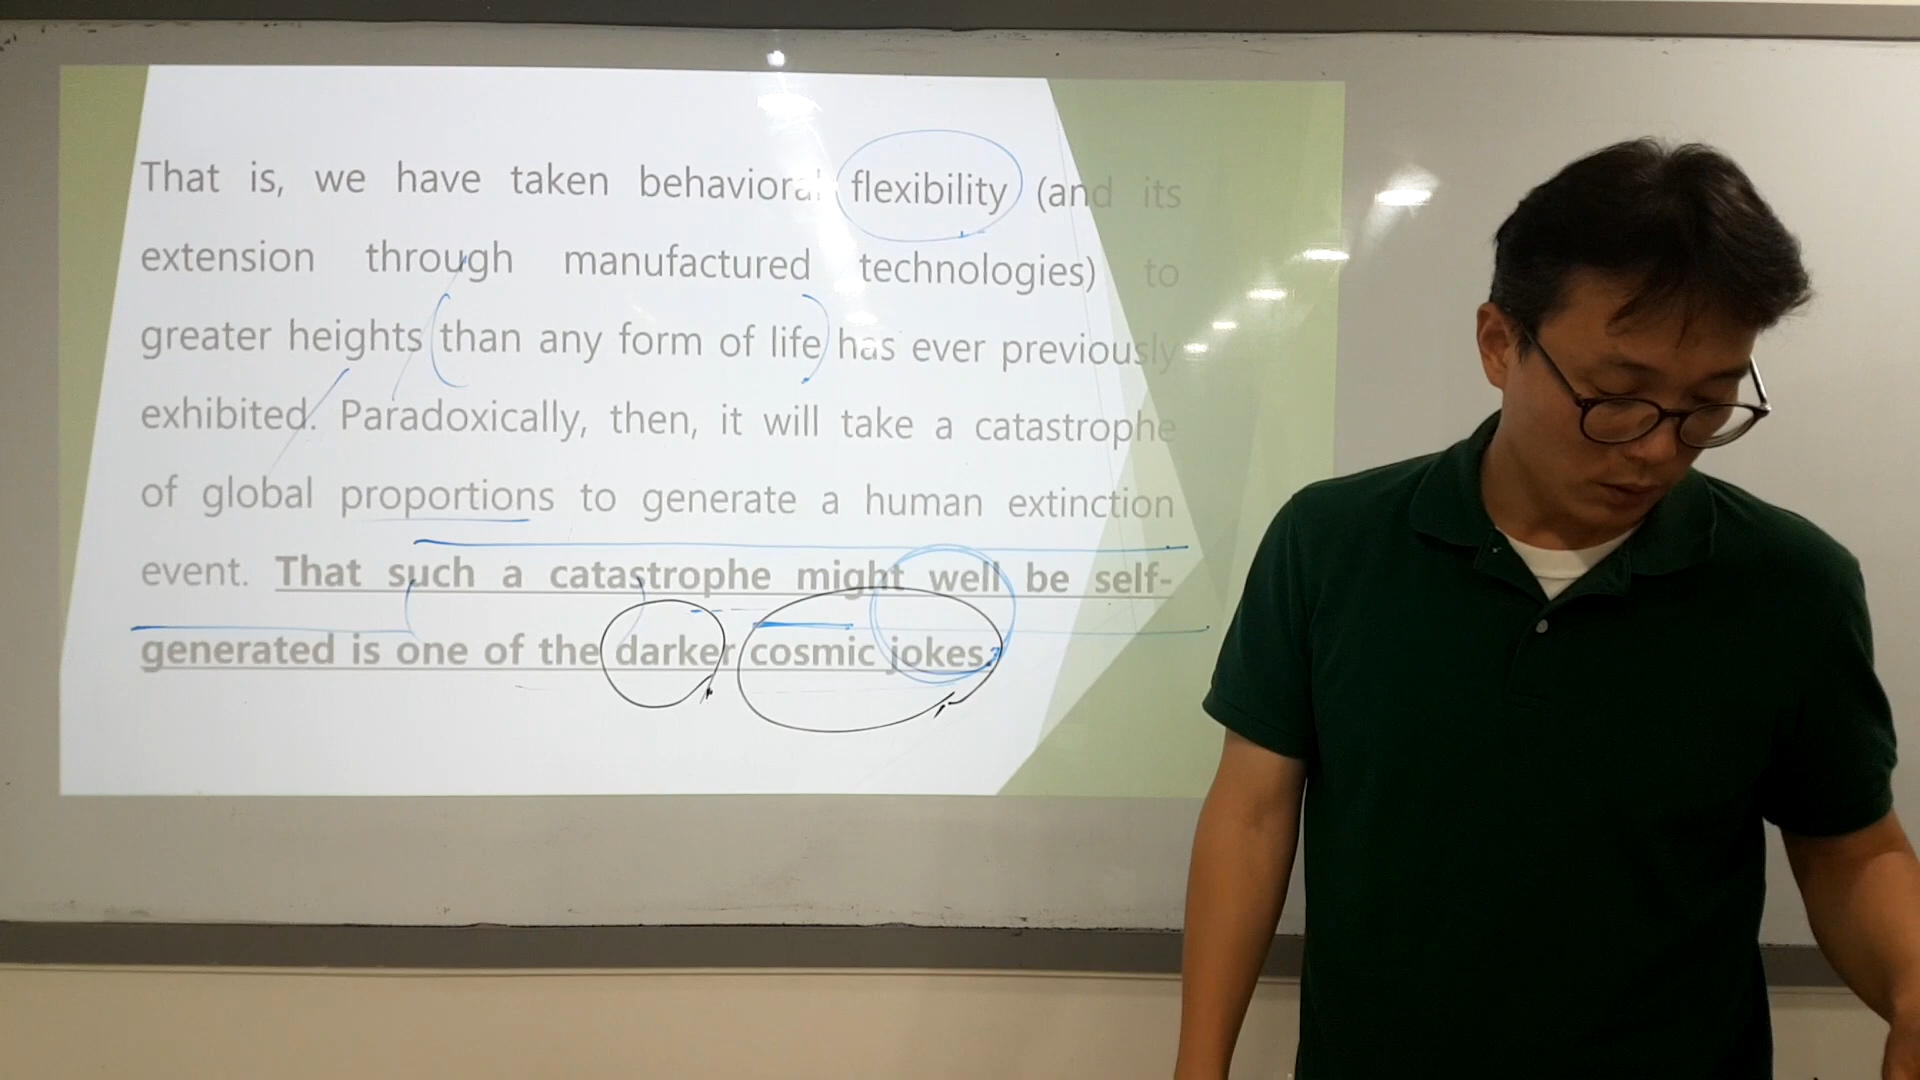 That is, we have taken behavioral flexibility (and its
extension through manufactured technologies) to
greater heights than any form of life has ever previously
exhibited. Paradoxically, then, it will take a catastrophe
of global proportions to generate a human extinction
event. That such a catastrophe might well be self-
generated is one of the darker cosmic jokes.